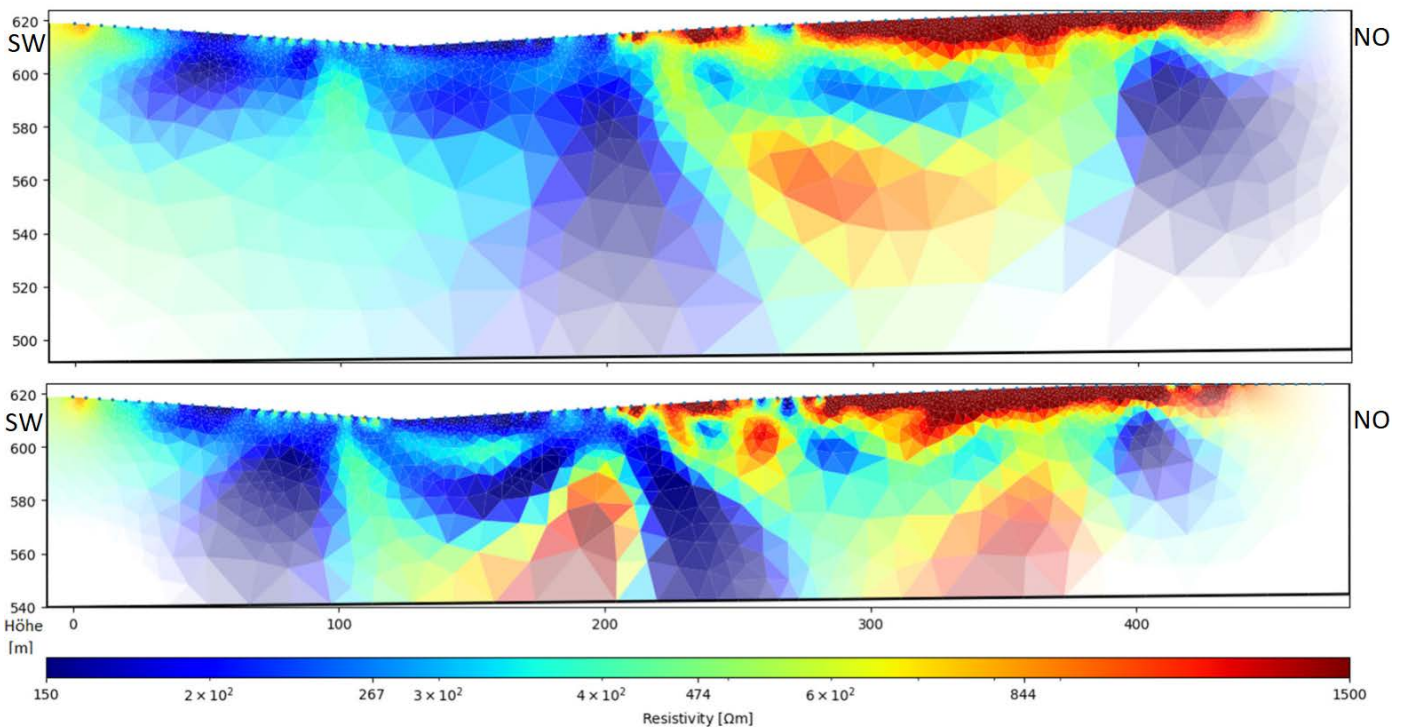 620
SW
NO
600
580
560
540
520
500
620
SW
NO
600
580
560
540
Höhe
[m]
0 100 200 300 400
150 2 × 10² 267 3 × 10² 4 × 10² 474 6 × 10² 844 1500
Resistivity [Ωm]